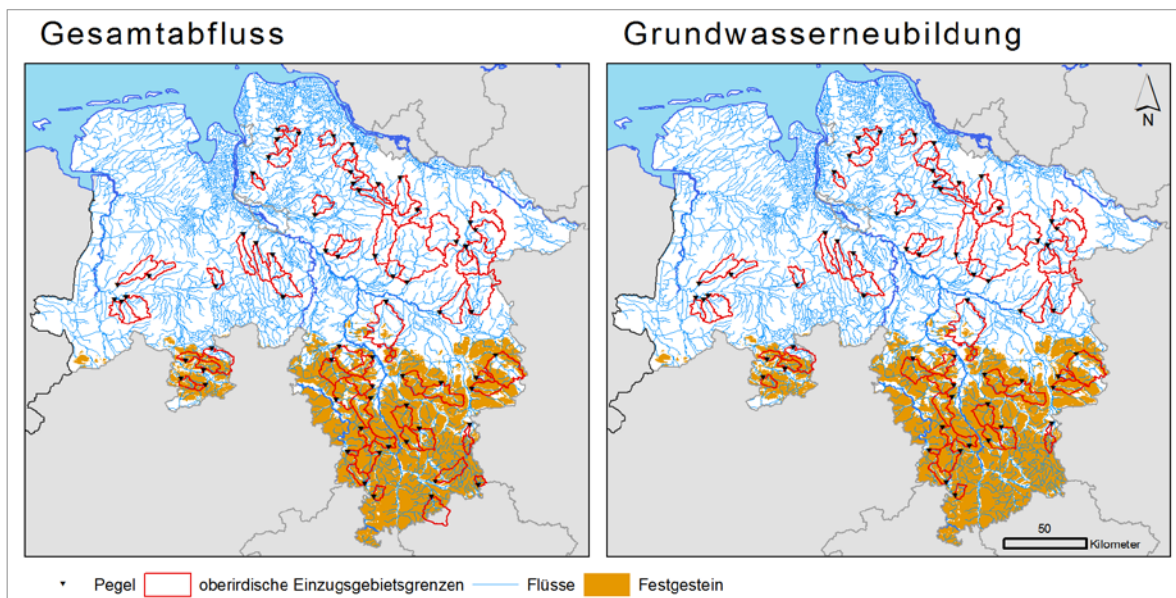 Gesamtabfluss
Grundwasserneubildung
N
50
Kilometer
Pegel oberirdische Einzugsgebietsgrenzen Flüsse Festgestein